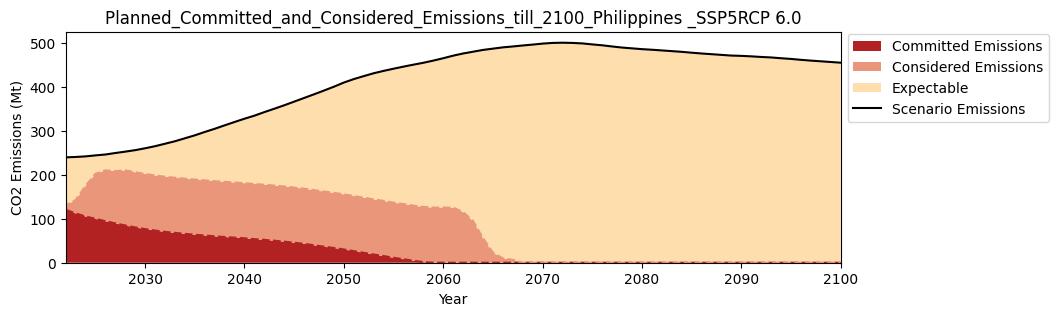 Planned_Committed_and_Considered_Emissions_till_2100_Philippines _SSP5RCP 6.0
Committed Emissions
Considered Emissions
Expectable
Scenario Emissions
CO2 Emissions (Mt)
500
400
300
200
100
0
2030 2040 2050 2060 2070 2080 2090 2100
Year